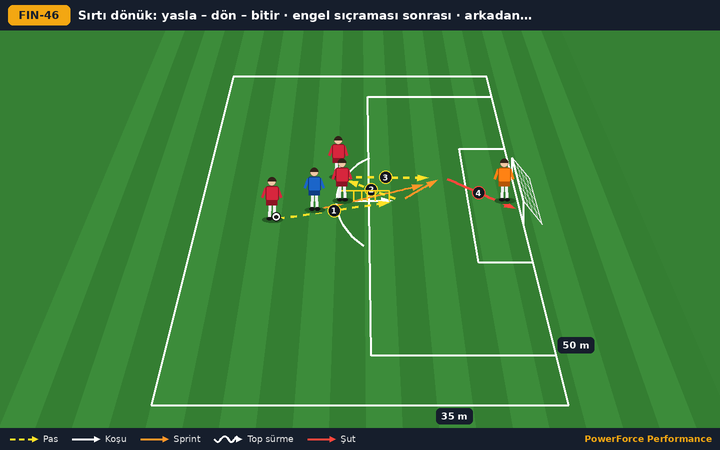 FIN-46 Sırtı dönük: yasla – dön – bitir · engel sıçraması sonrası · arkadan…
3
2
1
4
50 m
35 m
Pas Koşu Sprint Top sürme Şut PowerForce Performance